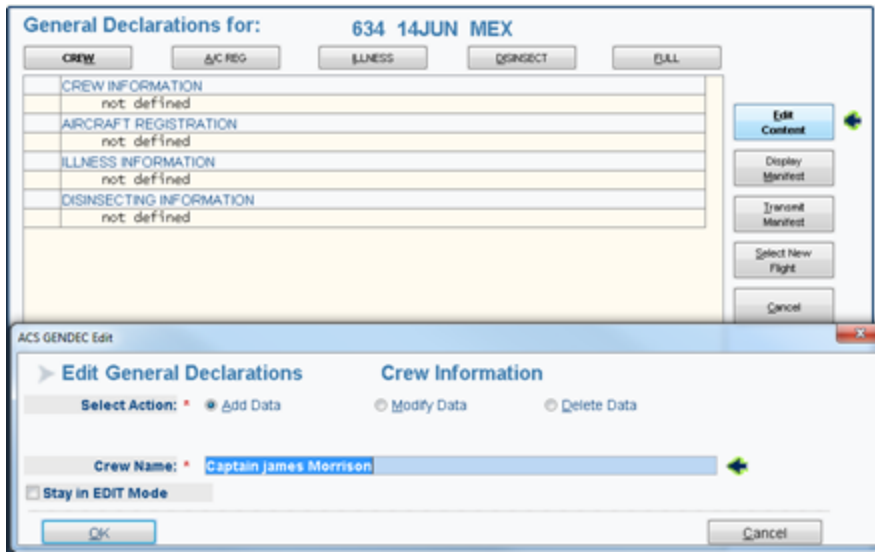 General Declarations for: 634 14JUN MEX
CREW A/C REG ILLNESS DISINSECT FULL
CREW INFORMATION
not defined
AIRCRAFT REGISTRATION
not defined
ILLNESS INFORMATION
not defined
DISINSECTING INFORMATION
not defined
Edit
Content
Display
Manifest
Transmit
Manifest
Select New
Flight
Cancel
ACS GENDEC Edit
Edit General Declarations Crew Information
Select Action: * Add Data Modify Data Delete Data
Crew Name: * Captain james Morrison
Stay in EDIT Mode
OK Cancel